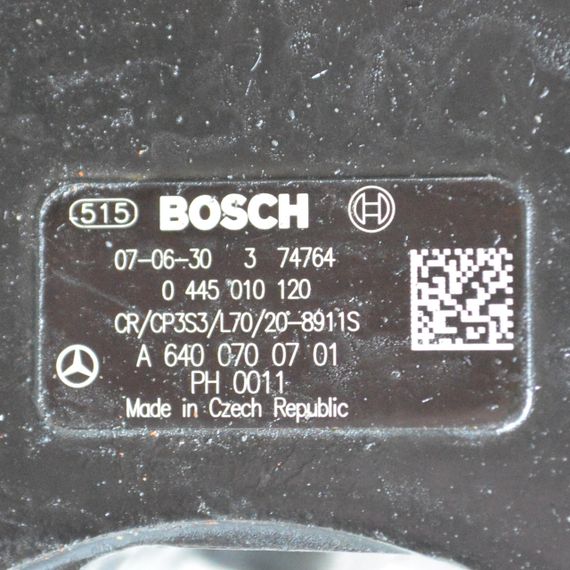 515 BOSCH
07-06-30 3 74764
0 445 010 120
CR/CP3S3/L70/20-8911S
A 640 070 07 01
PH 0011
Made in Czech Republic